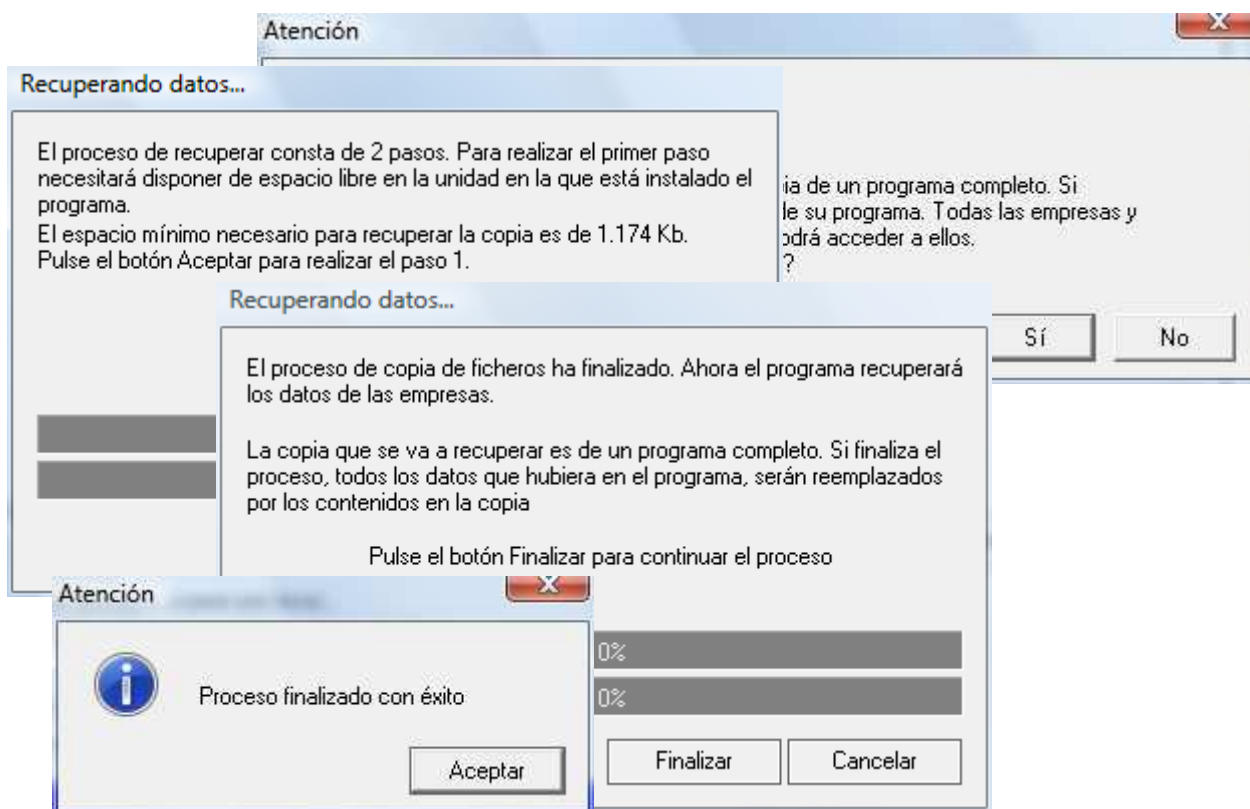 Atención
ia de un programa completo. Si
de su programa. Todas las empresas y
odrá acceder a ellos.
?
Sí
No
Recuperando datos...
El proceso de recuperar consta de 2 pasos. Para realizar el primer paso
necesitará disponer de espacio libre en la unidad en la que está instalado el
programa.
El espacio mínimo necesario para recuperar la copia es de 1.174 Kb.
Pulse el botón Aceptar para realizar el paso 1.
Recuperando datos...
El proceso de copia de ficheros ha finalizado. Ahora el programa recuperará
los datos de las empresas.
La copia que se va a recuperar es de un programa completo. Si finaliza el
proceso, todos los datos que hubiera en el programa, serán reemplazados
por los contenidos en la copia
Pulse el botón Finalizar para continuar el proceso
0%
0%
Finalizar
Cancelar
Atención
Proceso finalizado con éxito
Aceptar